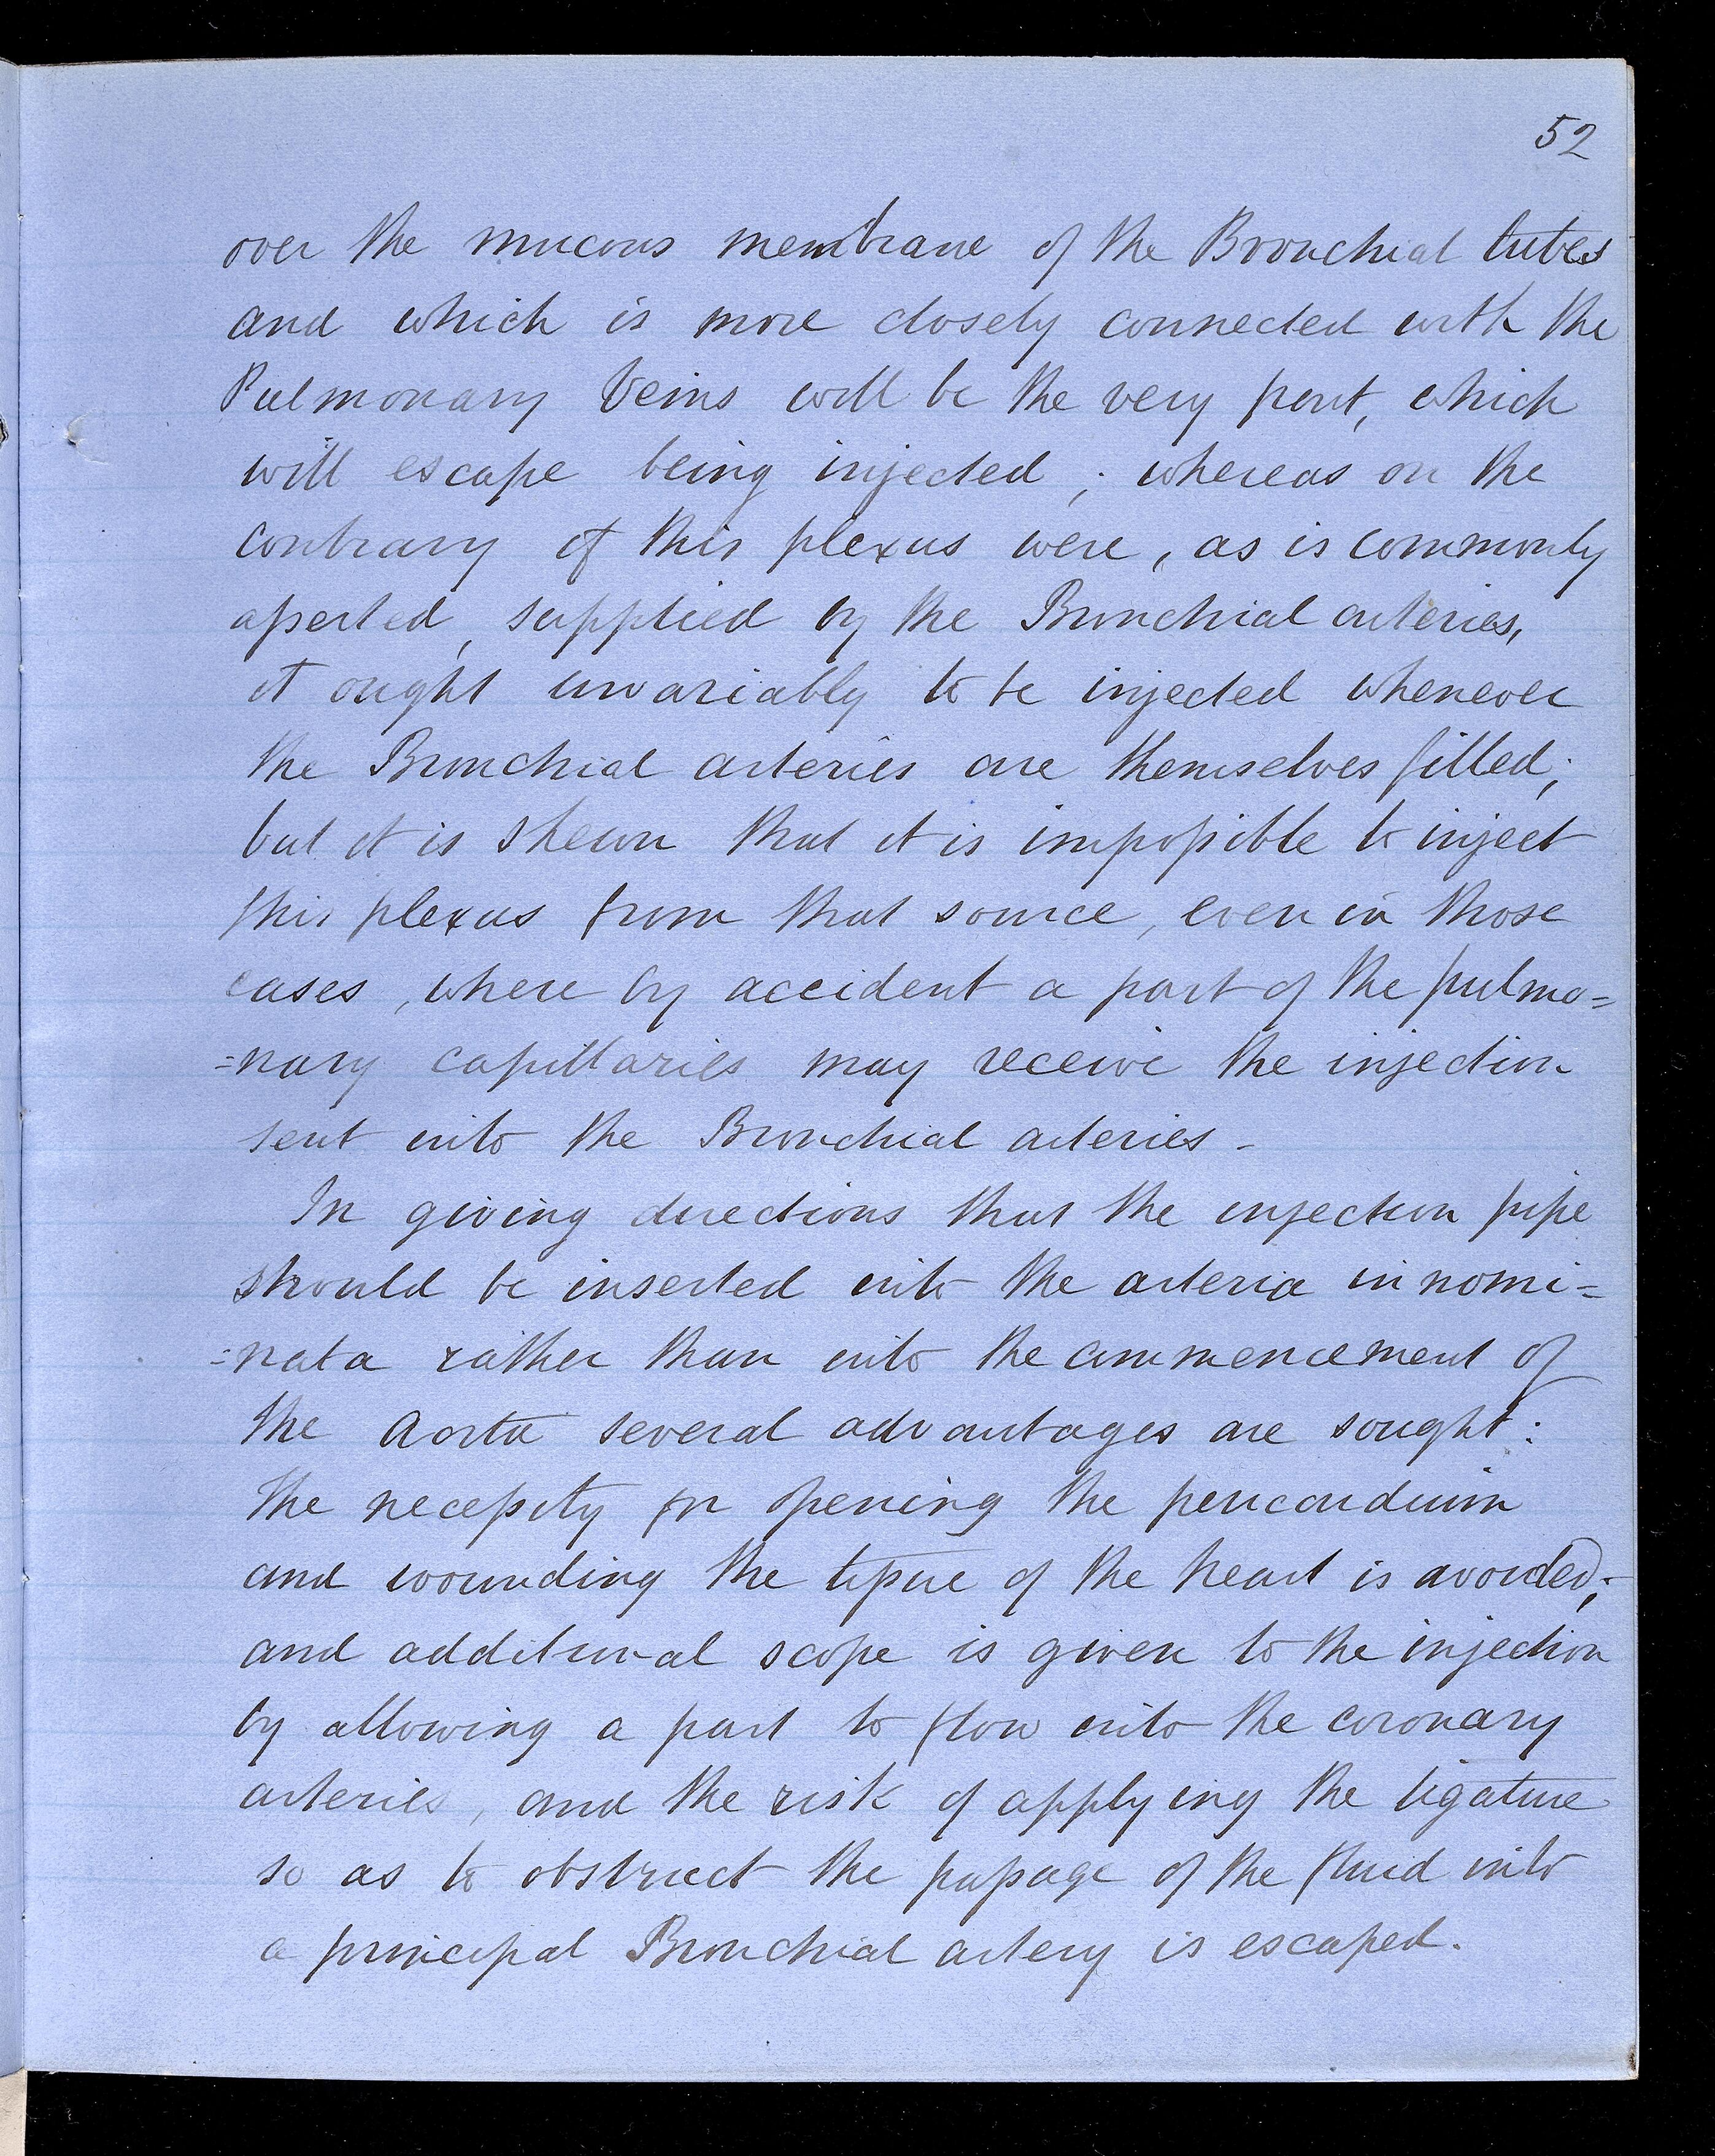 52
over the mucous membrane of the Bronchial tubes
and which is more closely connected with the
Pulmonary Veins will be the very part, which
will escape being injected; whereas on the
contrary if this plexus were, as is commonly
asserted, supplied by the Bronchial arteries,
it ought invariably to be injected whenever
the Bronchial arteries are themselves filled;
but it is shewn that it is impossible to inject
this plexus from that source, even in those
cases, where by accident a part of the pulmo=
=nary capillaries may receive the injection
sent into the Bronchial arteries -
In giving directions that the injection pipe
should be inserted into the arteria innomi=
=nata rather than into the commencement of
the Aorta several advantages are sought:
the necessity for opening the pericardium
and wounding the tissue of the heart is avoided;
and additional scope is given to the injection
by allowing a part to flow into the coronary
arteries, and the risk of applying the ligature
so as to obstruct the passage of the fluid into
a principal Bronchial artery is escaped.